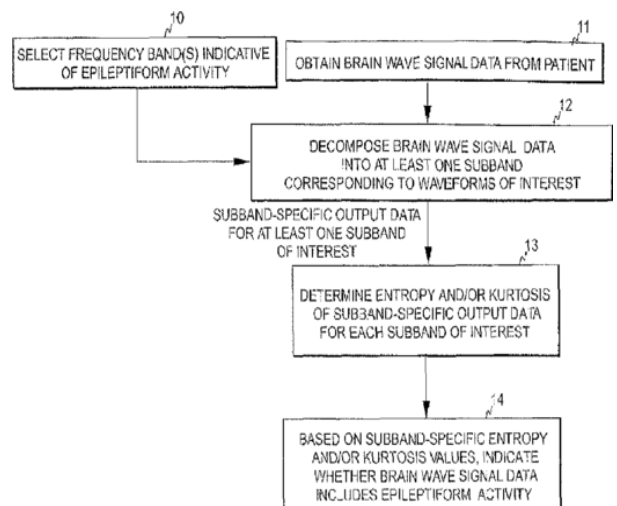 10
SELECT FREQUENCY BAND(S) INDICATIVE
OF EPILEPTIFORM ACTIVITY
11
OBTAIN BRAIN WAVE SIGNAL DATA FROM PATIENT
12
DECOMPOSE BRAIN WAVE SIGNAL DATA
INTO AT LEAST ONE SUBBAND
CORRESPONDING TO WAVEFORMS OF INTEREST
SUBBAND-SPECIFIC OUTPUT DATA
FOR AT LEAST ONE SUBBAND
OF INTEREST
13
DETERMINE ENTROPY AND/OR KURTOSIS
OF SUBBAND-SPECIFIC OUTPUT DATA
FOR EACH SUBBAND OF INTEREST
14
BASED ON SUBBAND-SPECIFIC ENTROPY
AND/OR KURTOSIS VALUES, INDICATE
WHETHER BRAIN WAVE SIGNAL DATA
INCLUDES EPILEPTIFORM ACTIVITY